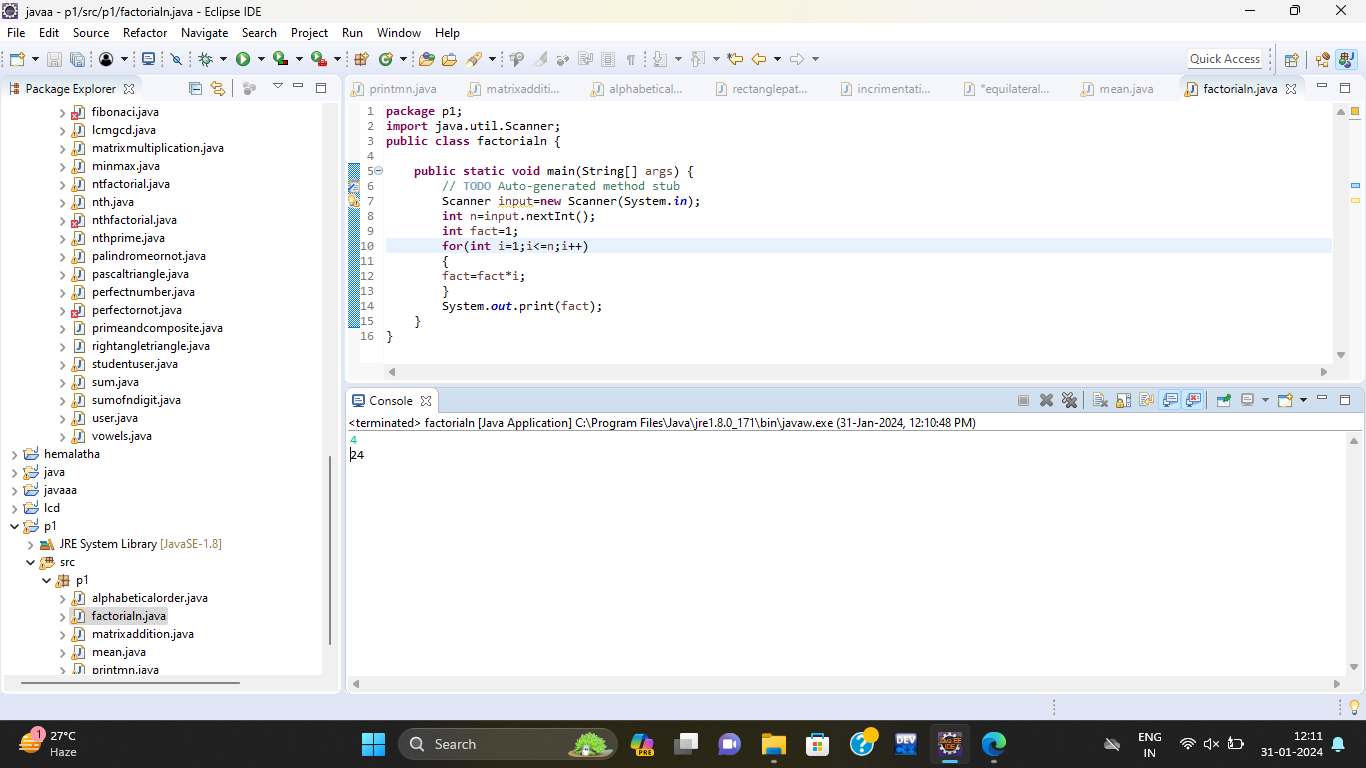 javaa - p1/src/p1/factorialn.java - Eclipse IDE
File Edit Source Refactor Navigate Search Project Run Window Help
Quick Access
Package Explorer
fibonaci.java
lcmgcd.java
matrixmultiplication.java
minmax.java
ntfactorial.java
nth.java
nthfactorial.java
nthprime.java
palindromeornot.java
pascaltriangle.java
perfectnumber.java
perfectornot.java
primeandcomposite.java
rightangletriangle.java
studentuser.java
sum.java
sumofndigit.java
user.java
vowels.java
hemalatha
java
javaaa
lcd
p1
JRE System Library [JavaSE-1.8]
src
p1
alphabeticalorder.java
factorialn.java
matrixaddition.java
mean.java
printmn.java
printmn.java matrixadditi... alphabetical... rectanglepat... incrimentati... *equilateral... mean.java factorialn.java
1 package p1;
2 import java.util.Scanner;
3 public class factorialn {
4
5 public static void main(String[] args) {
6 // TODO Auto-generated method stub
7 Scanner input=new Scanner(System.in);
8 int n=input.nextInt();
9 int fact=1;
10 for(int i=1;i<=n;i++)
11 {
12 fact=fact*i;
13 }
14 System.out.print(fact);
15 }
16 }
Console
<terminated> factorialn [Java Application] C:\Program Files\Java\jre1.8.0_171\bin\javaw.exe (31-Jan-2024, 12:10:48 PM)
4
24
1
27°C
Haze
Search
PRE
DEV
Java EE
IDE
ENG
IN
12:11
31-01-2024